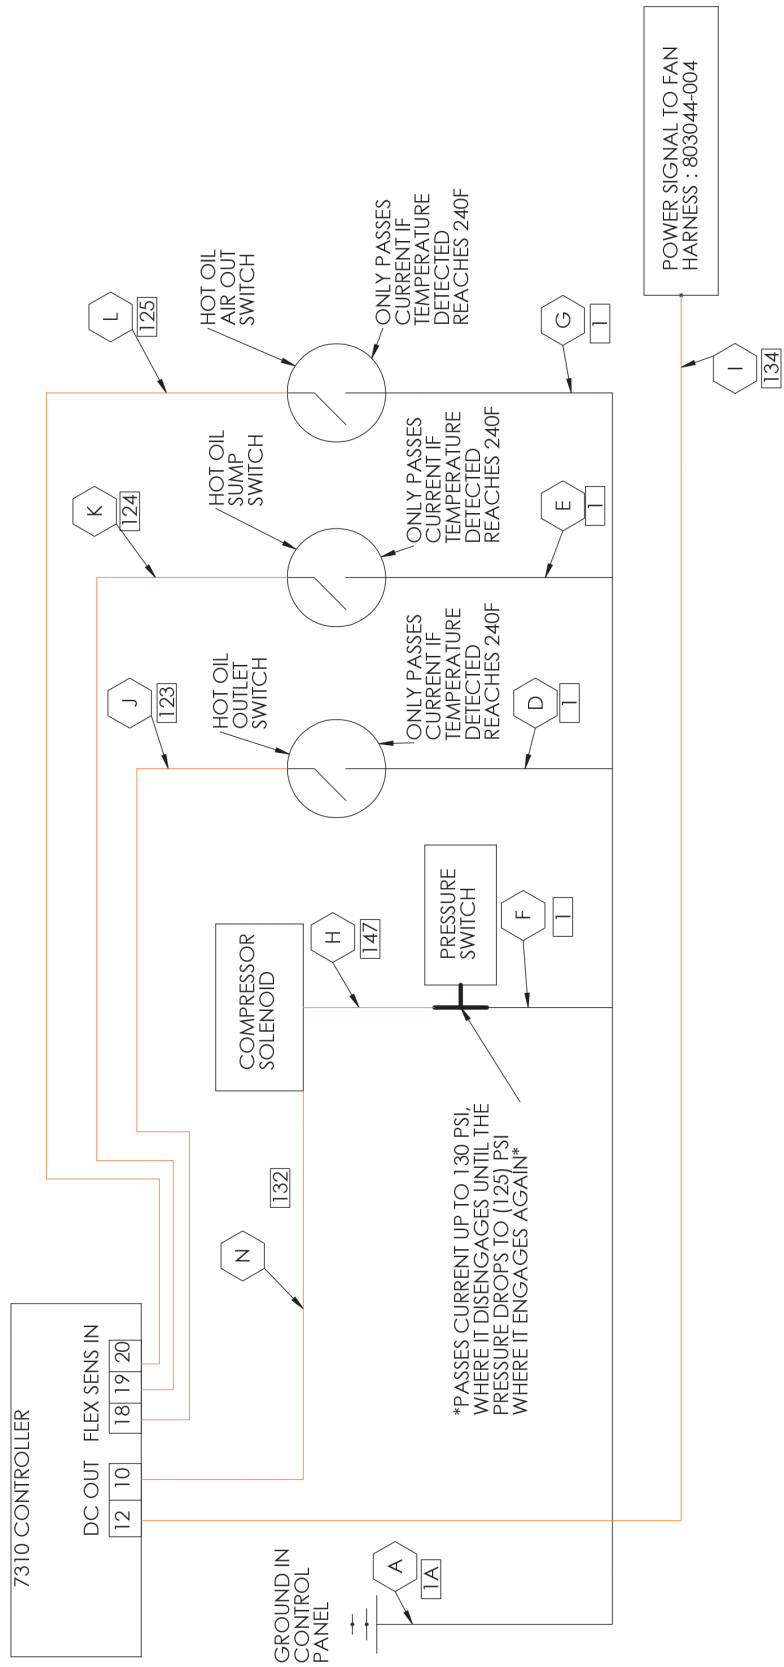 7310 CONTROLLER
DC OUT
FLEX SENS IN
12
10
18
19
20
GROUND IN
CONTROL
PANEL
A
1A
N
132
COMPRESSOR
SOLENOID
H
147
PRESSURE
SWITCH
F
1
*PASSES CURRENT UP TO 130 PSI,
WHERE IT DISENGAGES UNTIL THE
PRESSURE DROPS TO (125) PSI
WHERE IT ENGAGES AGAIN*
J
123
HOT OIL
OUTLET
SWITCH
ONLY PASSES
CURRENT IF
TEMPERATURE
DETECTED
REACHES 240F
D
1
K
124
HOT OIL
SUMP
SWITCH
ONLY PASSES
CURRENT IF
TEMPERATURE
DETECTED
REACHES 240F
E
1
L
125
HOT OIL
AIR OUT
SWITCH
ONLY PASSES
CURRENT IF
TEMPERATURE
DETECTED
REACHES 240F
G
1
I
134
POWER SIGNAL TO FAN
HARNESS : 803044-004